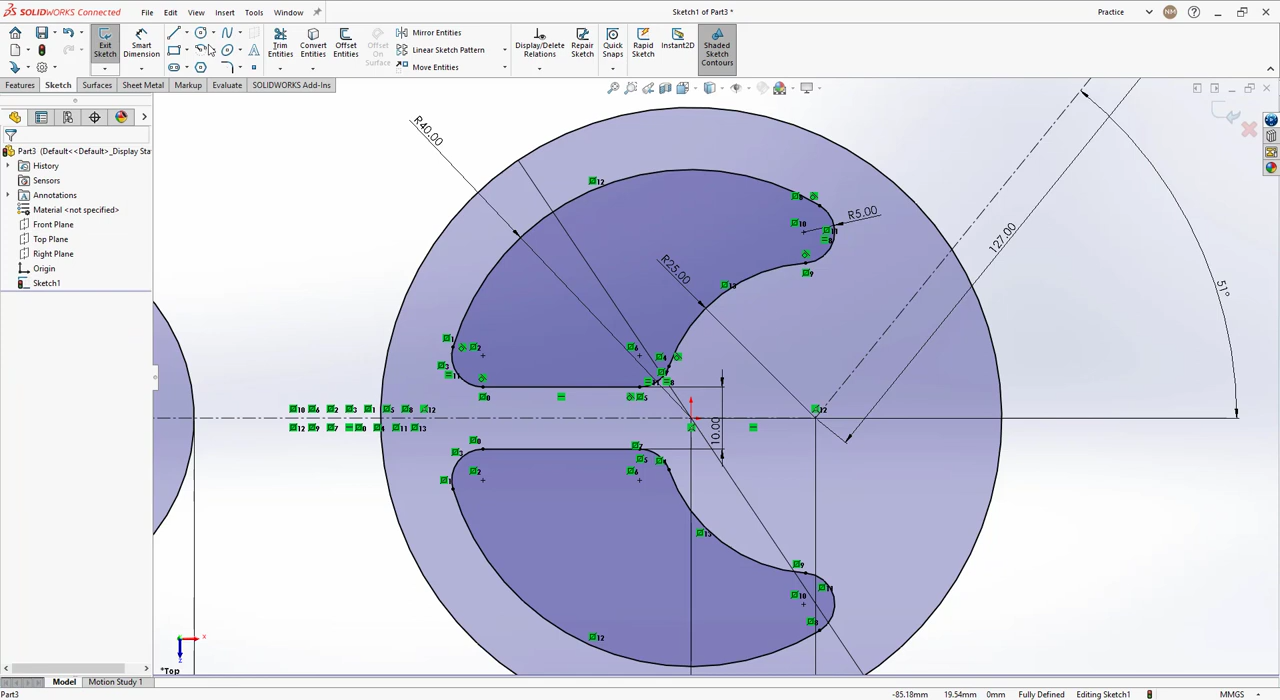 SOLIDWORKS Connected
File Edit View Insert Tools Window
Sketch1 of Part3 *
Practice
NM
Exit Sketch
Smart Dimension
Trim Entities
Convert Entities
Offset Entities
Offset On Surface
Mirror Entities
Linear Sketch Pattern
Move Entities
Display/Delete Relations
Repair Sketch
Quick Snaps
Rapid Sketch
Instant2D
Shaded Sketch Contours
Features Sketch Surfaces Sheet Metal Markup Evaluate SOLIDWORKS Add-Ins
Part3 (Default<<Default>_Display Sta
History
Sensors
Annotations
Material <not specified>
Front Plane
Top Plane
Right Plane
Origin
Sketch1
R40.00
R5.00
R25.00
127.00
51°
10.00
x
z
*Top
Model Motion Study 1
Part3
-85.18mm 19.54mm 0mm Fully Defined Editing Sketch1 MMGS